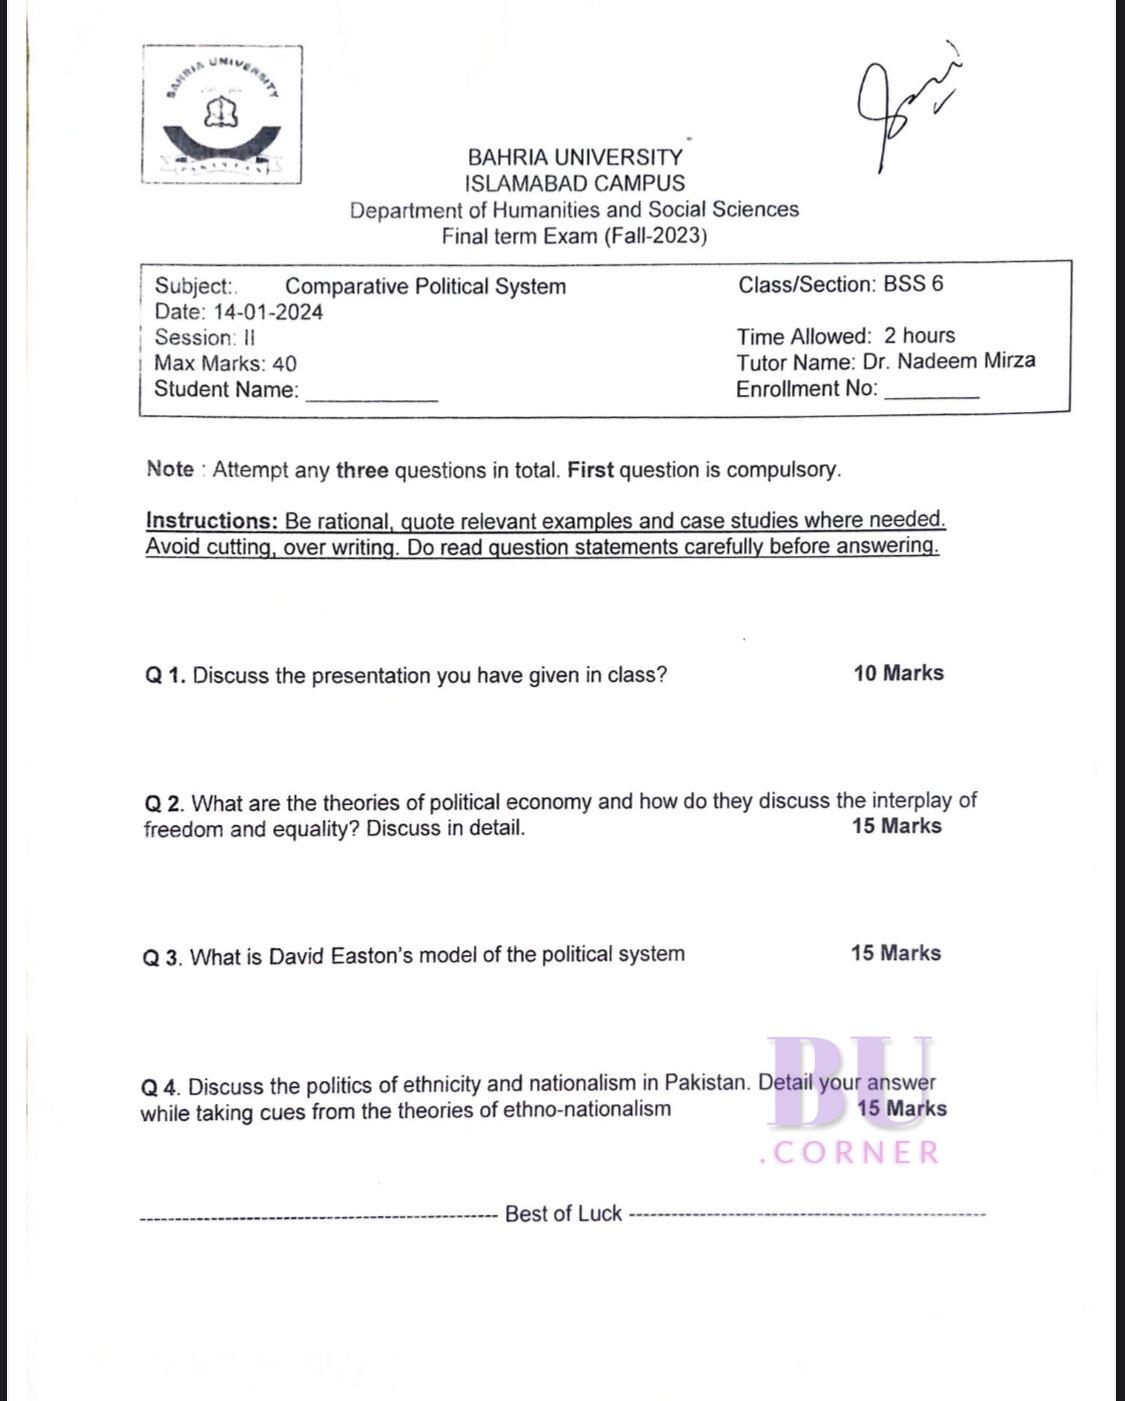 BAHRIA UNIVERSITY
PAKISTAN
BAHRIA UNIVERSITY
ISLAMABAD CAMPUS
Department of Humanities and Social Sciences
Final term Exam (Fall-2023)
Subject:. Comparative Political System Class/Section: BSS 6
Date: 14-01-2024
Session: II Time Allowed: 2 hours
Max Marks: 40 Tutor Name: Dr. Nadeem Mirza
Student Name: ____________ Enrollment No: _________
Note : Attempt any three questions in total. First question is compulsory.
Instructions: Be rational, quote relevant examples and case studies where needed.
Avoid cutting, over writing. Do read question statements carefully before answering.
Q 1. Discuss the presentation you have given in class? 10 Marks
Q 2. What are the theories of political economy and how do they discuss the interplay of
freedom and equality? Discuss in detail. 15 Marks
Q 3. What is David Easton's model of the political system 15 Marks
Q 4. Discuss the politics of ethnicity and nationalism in Pakistan. Detail your answer
while taking cues from the theories of ethno-nationalism 15 Marks
BU
.CORNER
---------------------------------------------------- Best of Luck ----------------------------------------------------